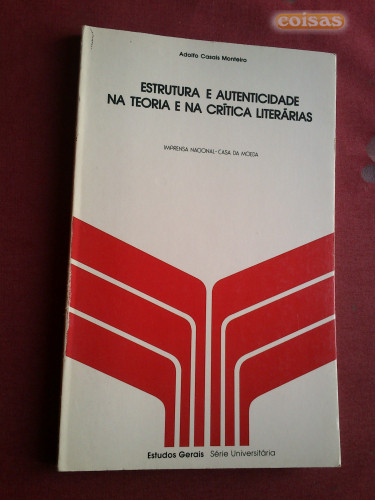 coisas
Adolfo Casais Monteiro
ESTRUTURA E AUTENTICIDADE
NA TEORIA E NA CRÍTICA LITERÁRIAS
IMPRENSA NACIONAL-CASA DA MOEDA
Estudos Gerais Série Universitária